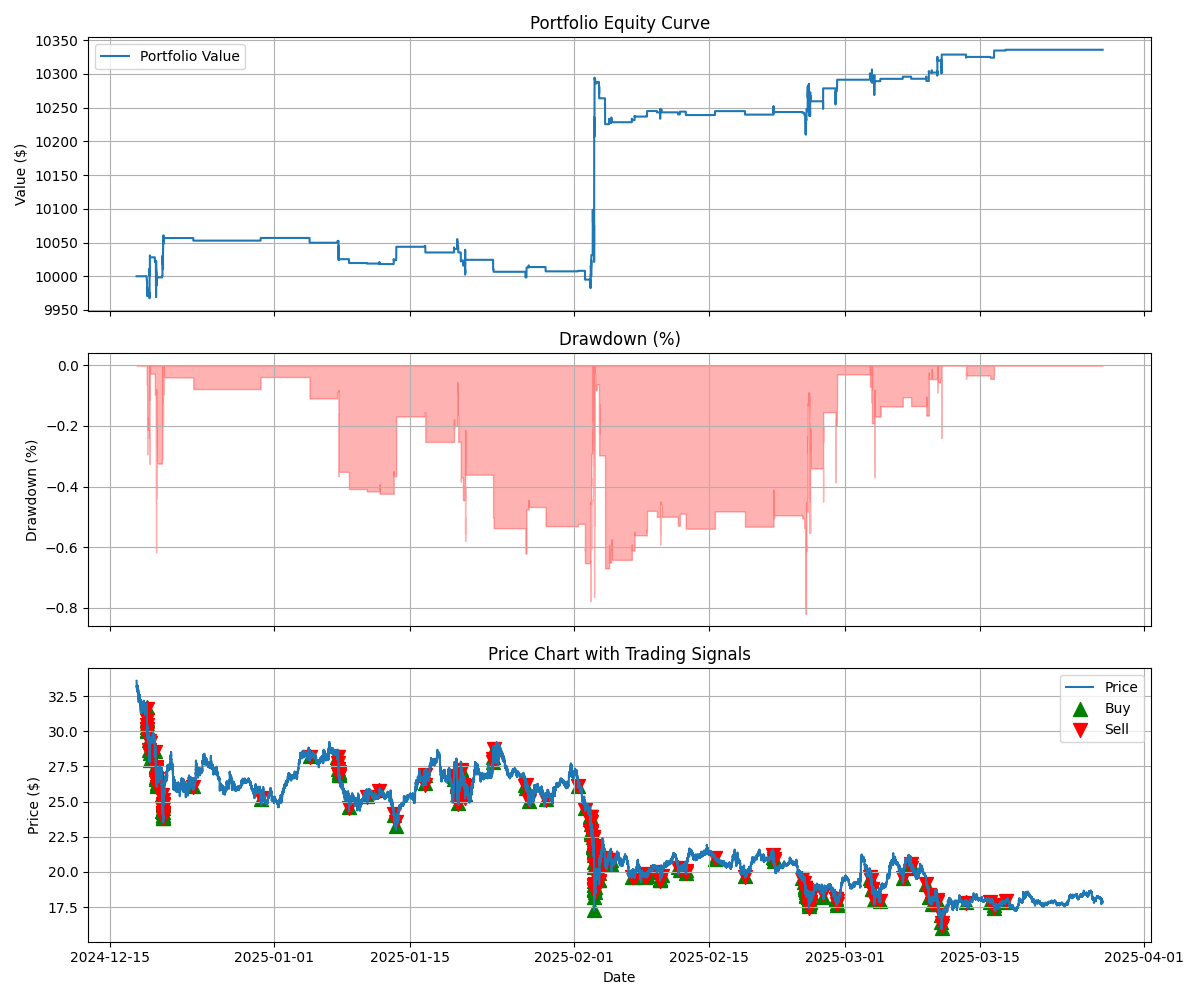 Portfolio Equity Curve
10350
10300
10250
10200
10150
10100
10050
10000
9950
Value ($)
Portfolio Value
Drawdown (%)
0.0
−0.2
−0.4
−0.6
−0.8
Drawdown (%)
Price Chart with Trading Signals
32.5
30.0
27.5
25.0
22.5
20.0
17.5
Price ($)
Price
Buy
Sell
2024-12-15 2025-01-01 2025-01-15 2025-02-01 2025-02-15 2025-03-01 2025-03-15 2025-04-01
Date